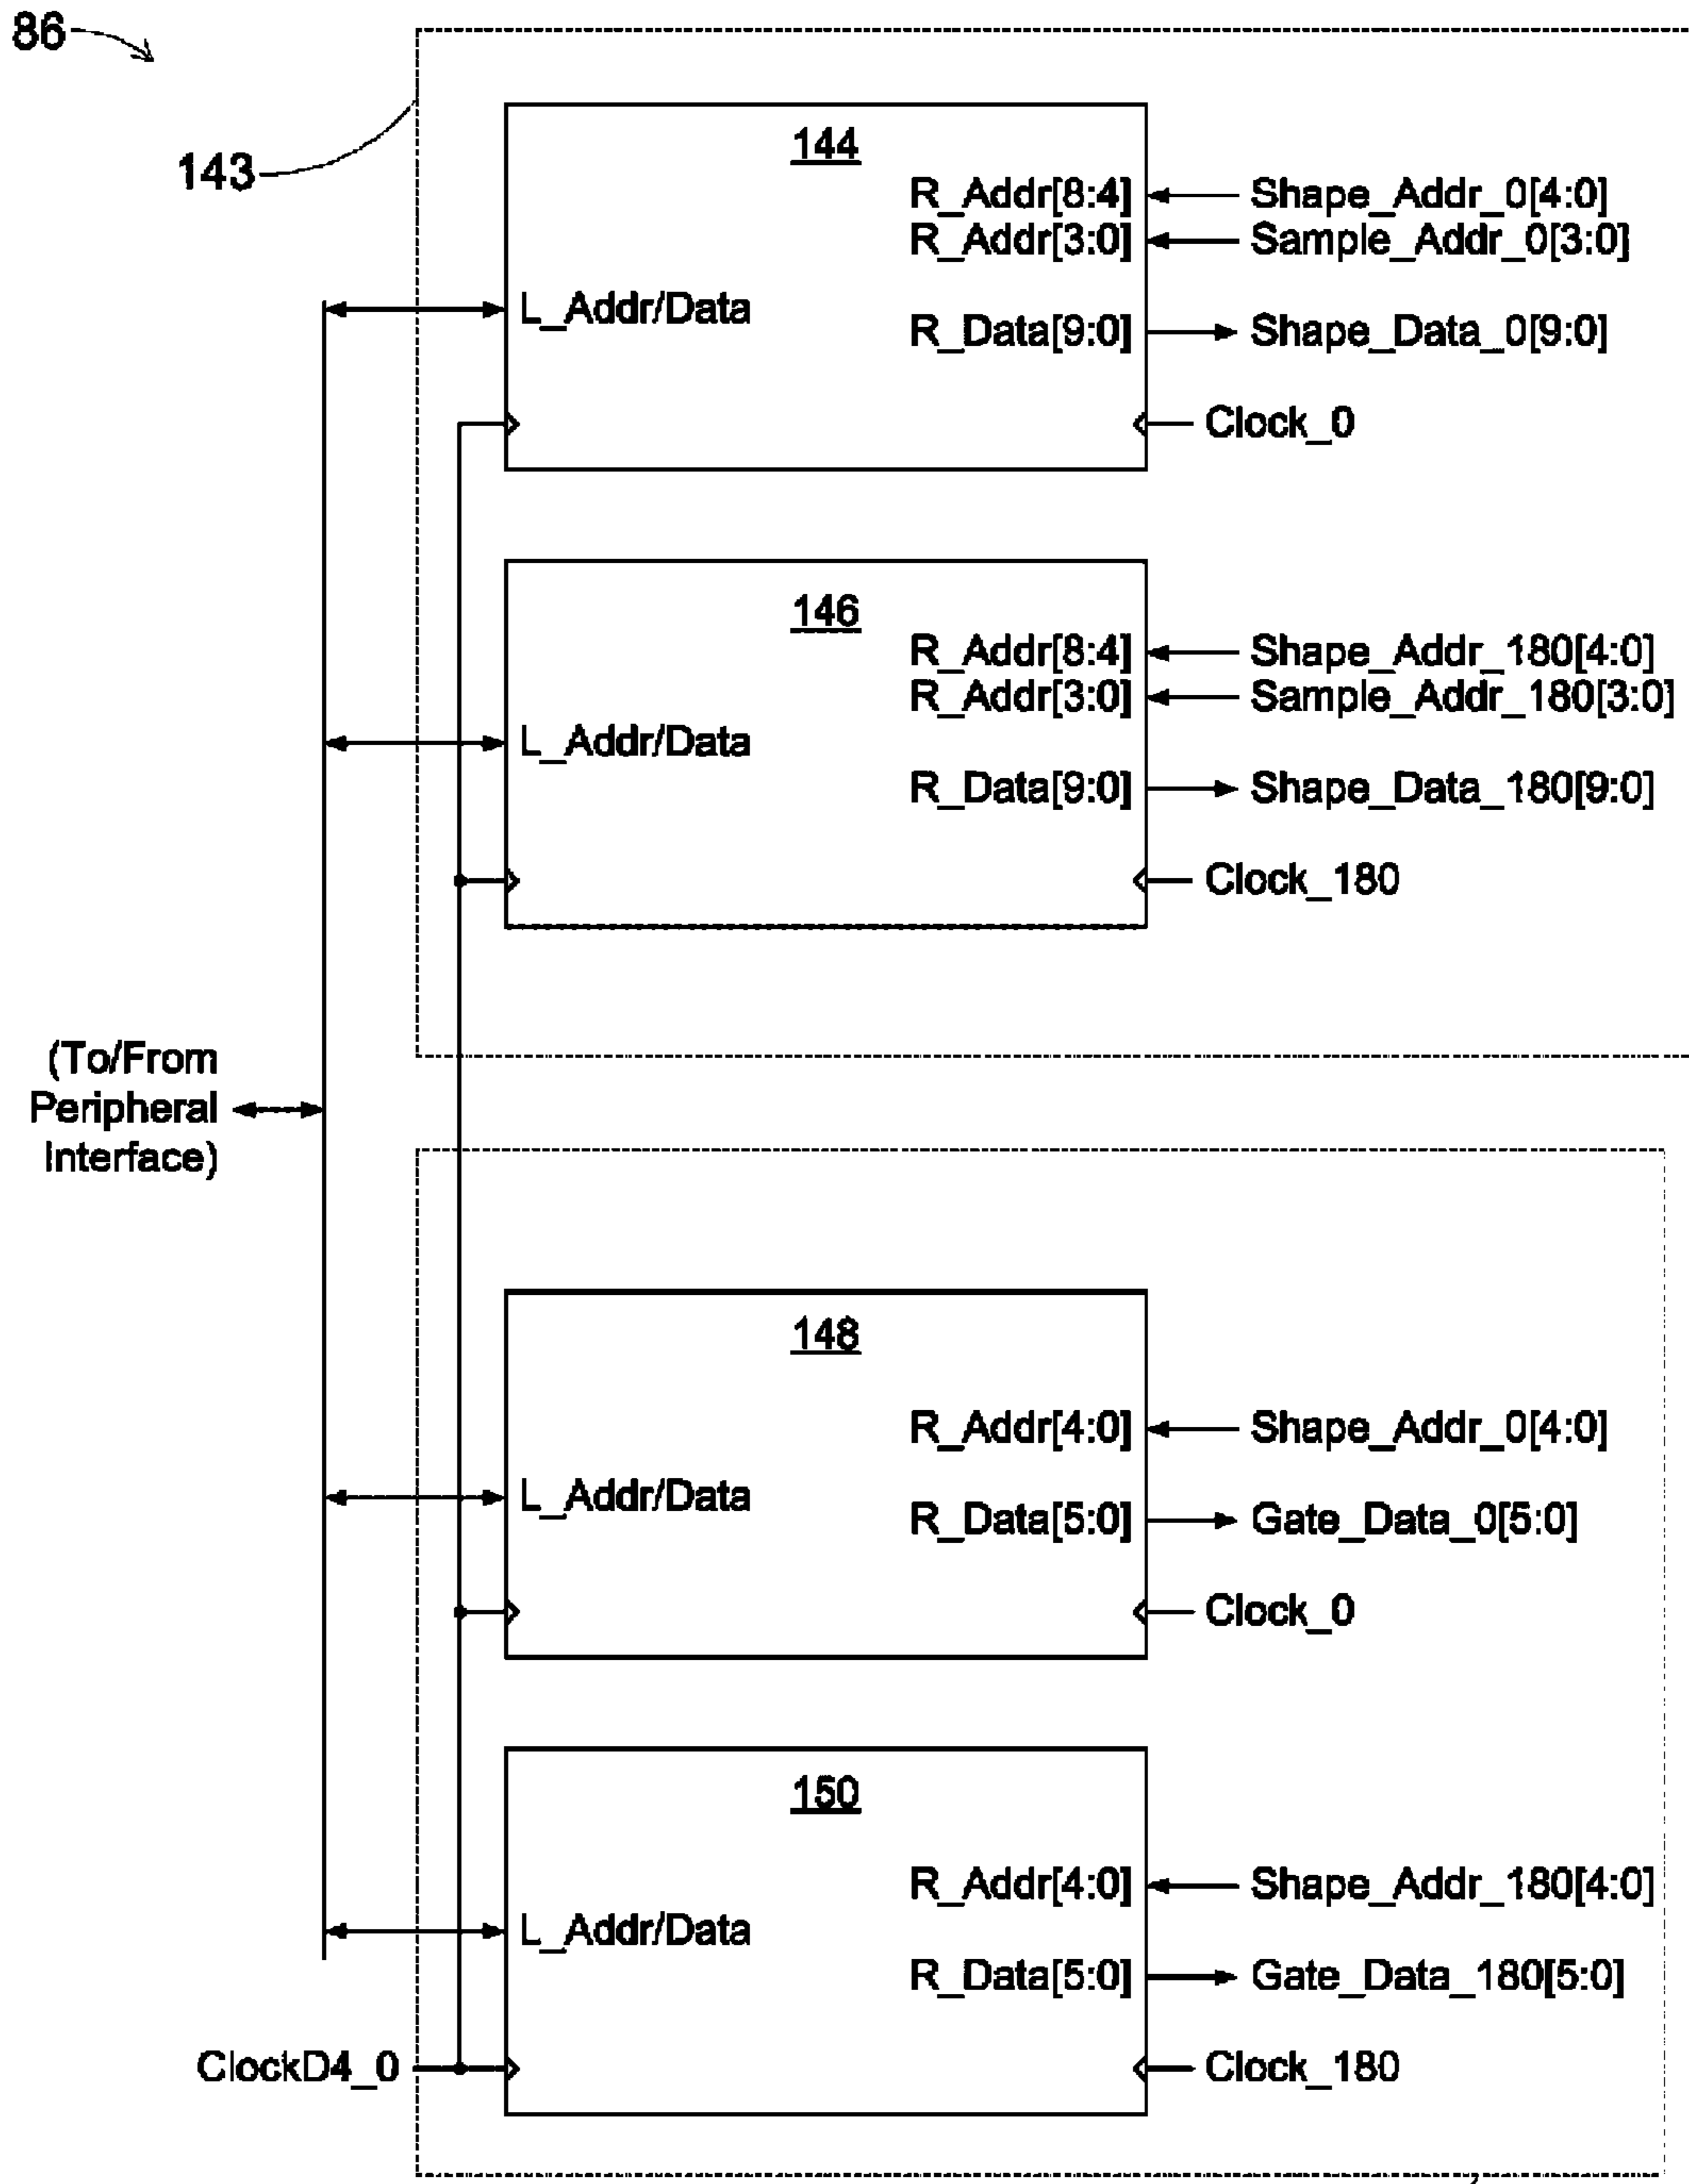 86
143
144
R_Addr[8:4] Shape_Addr_0[4:0]
R_Addr[3:0] Sample_Addr_0[3:0]
L_Addr/Data
R_Data[9:0] Shape_Data_0[9:0]
Clock_0
146
R_Addr[8:4] Shape_Addr_180[4:0]
R_Addr[3:0] Sample_Addr_180[3:0]
L_Addr/Data
R_Data[9:0] Shape_Data_180[9:0]
Clock_180
(To/From
Peripheral
Interface)
148
R_Addr[4:0] Shape_Addr_0[4:0]
L_Addr/Data
R_Data[5:0] Gate_Data_0[5:0]
Clock_0
150
R_Addr[4:0] Shape_Addr_180[4:0]
L_Addr/Data
R_Data[5:0] Gate_Data_180[5:0]
ClockD4_0
Clock_180